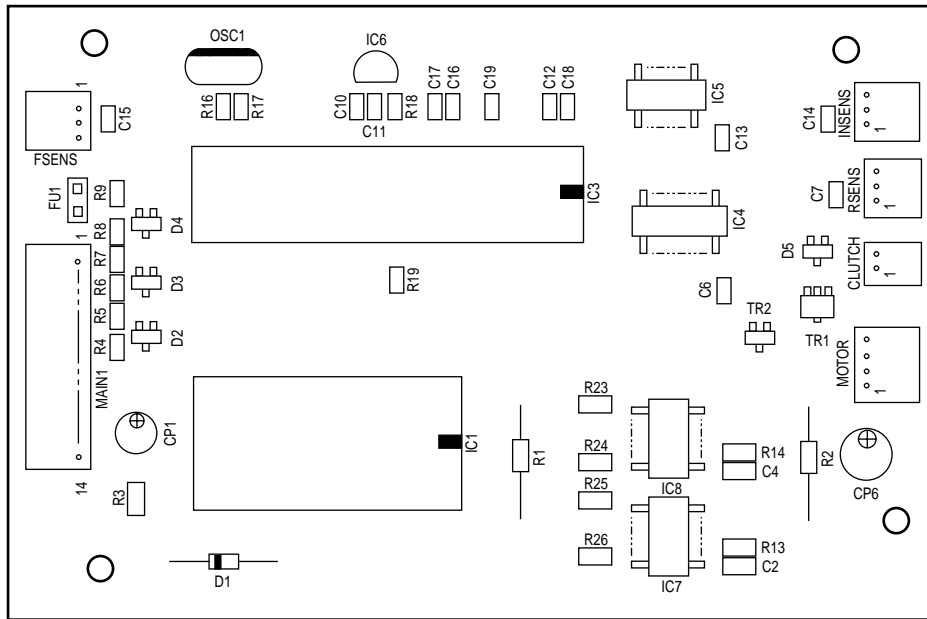 OSC1
IC6
1
C15
R16
R17
C10
C11
R18
C17
C16
C19
C12
C18
IC5
C13
C14
INSENS
1
FSENS
FU1
R9
R8
D4
IC3
IC4
C7
RSENS
1
1
R7
R6
D3
R19
C6
D5
CLUTCH
1
R5
R4
D2
TR2
TR1
MOTOR
1
MAIN1
CP1
IC1
R1
R23
R24
R14
C4
R2
CP6
14
R3
R25
IC8
R26
R13
C2
D1
IC7